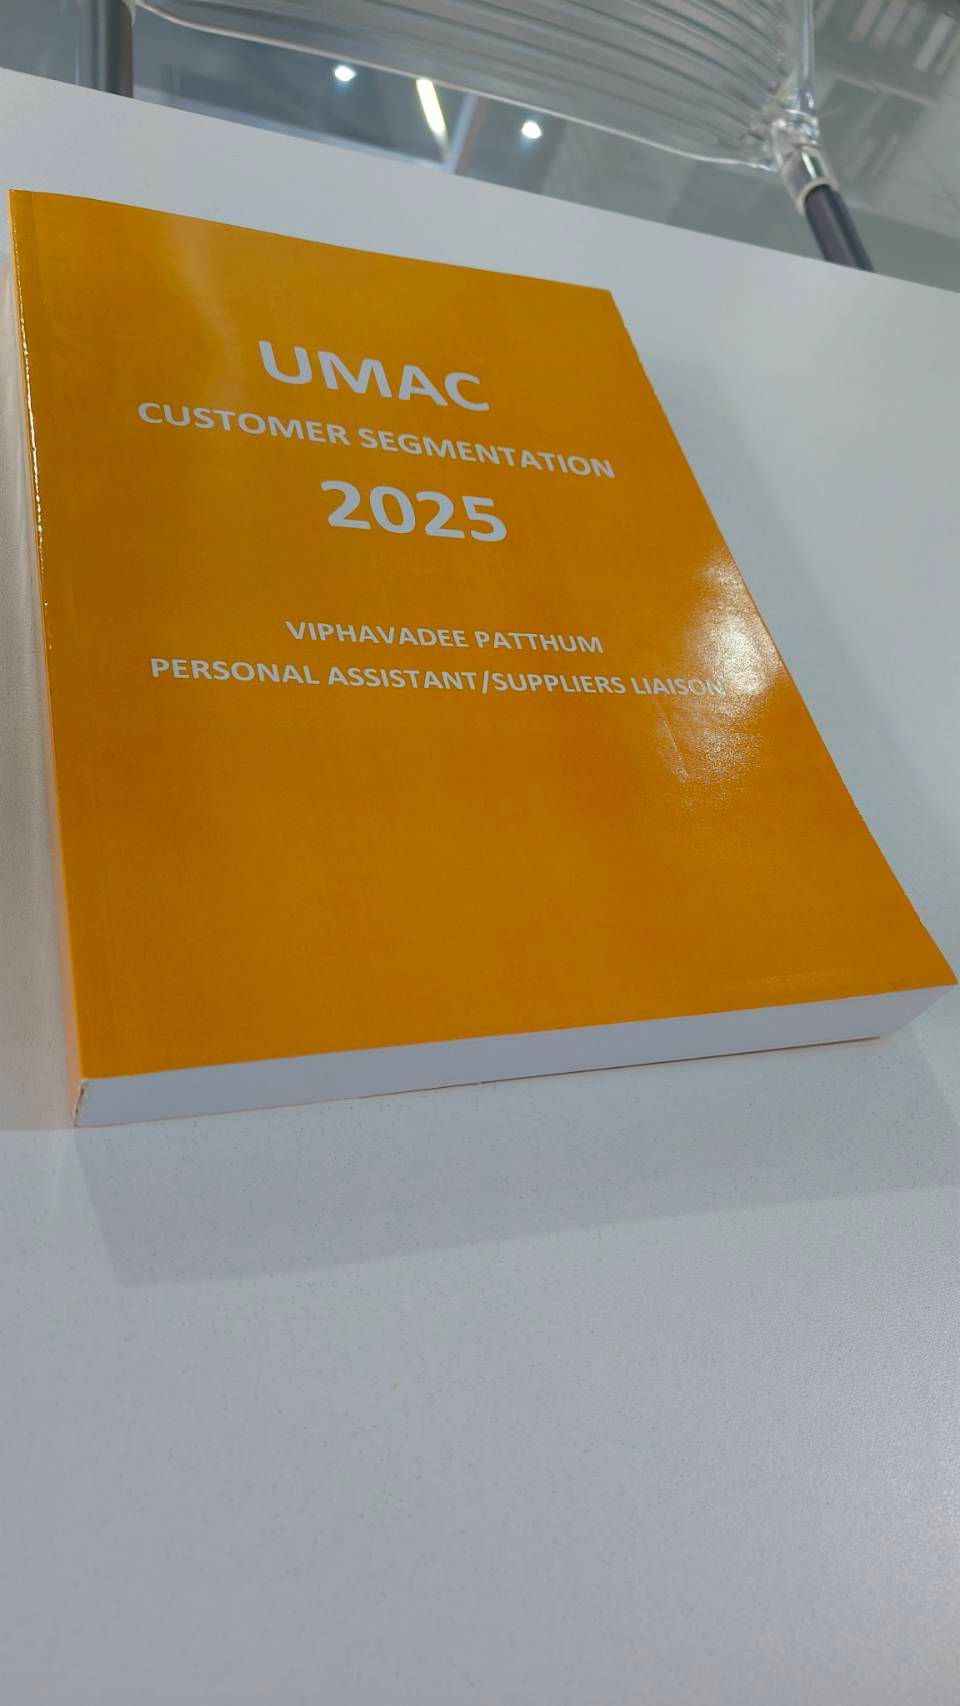 UMAC
CUSTOMER SEGMENTATION
2025
VIPHAVADEE PATTHUM
PERSONAL ASSISTANT/SUPPLIERS LIAISON